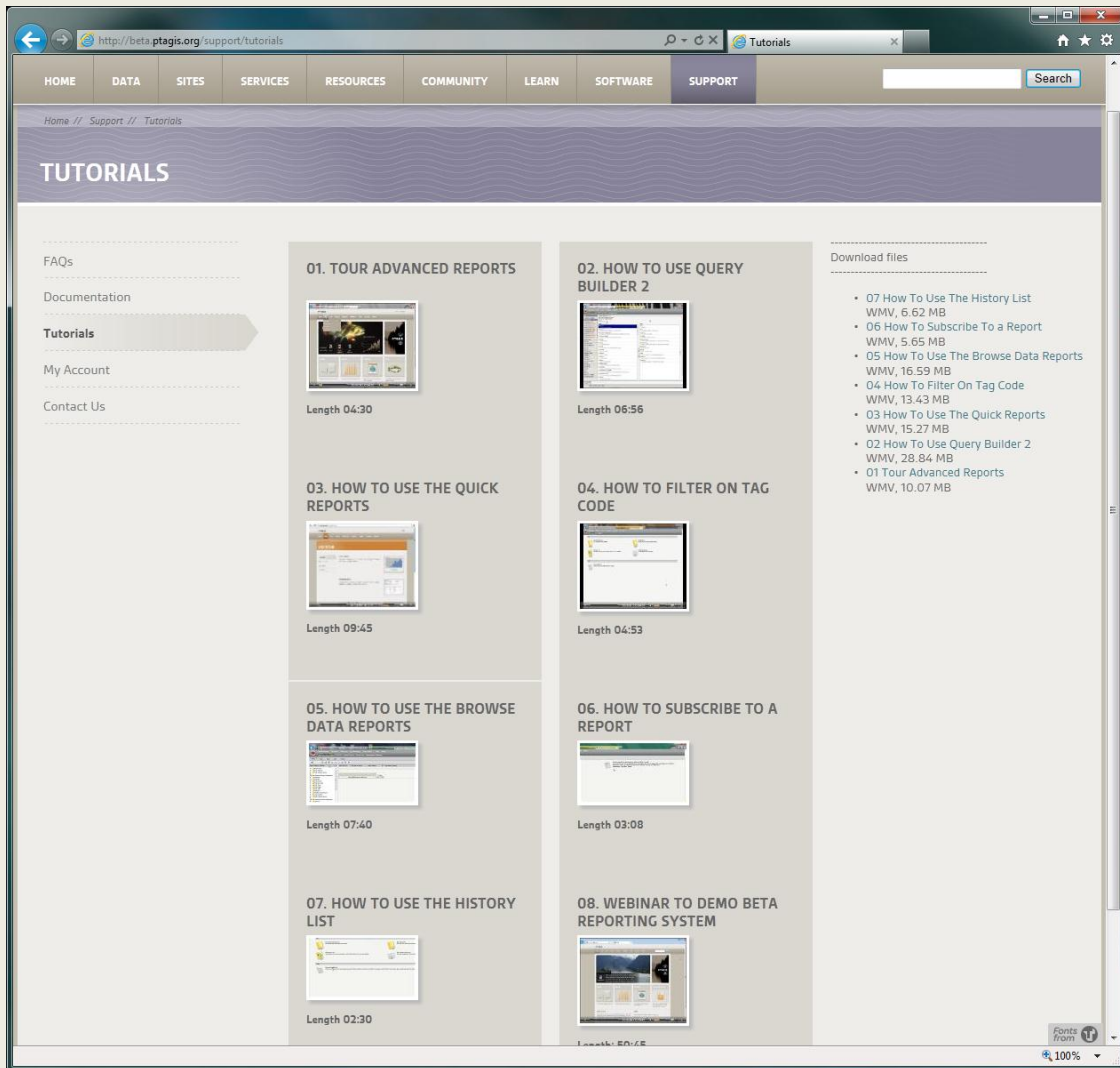 http://beta.ptagis.org/support/tutorials
Tutorials
HOME DATA SITES SERVICES RESOURCES COMMUNITY LEARN SOFTWARE SUPPORT
Search
Home // Support // Tutorials
TUTORIALS
FAQs
Documentation
Tutorials
My Account
Contact Us
01. TOUR ADVANCED REPORTS
Length 04:30
02. HOW TO USE QUERY
BUILDER 2
Length 06:56
03. HOW TO USE THE QUICK
REPORTS
Length 09:45
04. HOW TO FILTER ON TAG
CODE
Length 04:53
05. HOW TO USE THE BROWSE
DATA REPORTS
Length 07:40
06. HOW TO SUBSCRIBE TO A
REPORT
Length 03:08
07. HOW TO USE THE HISTORY
LIST
Length 02:30
08. WEBINAR TO DEMO BETA
REPORTING SYSTEM
Length: 50:45
Download files
07 How To Use The History List
WMV, 6.62 MB
06 How To Subscribe To a Report
WMV, 5.65 MB
05 How To Use The Browse Data Reports
WMV, 16.59 MB
04 How To Filter On Tag Code
WMV, 13.43 MB
03 How To Use The Quick Reports
WMV, 15.27 MB
02 How To Use Query Builder 2
WMV, 28.84 MB
01 Tour Advanced Reports
WMV, 10.07 MB
Fonts
from
100%